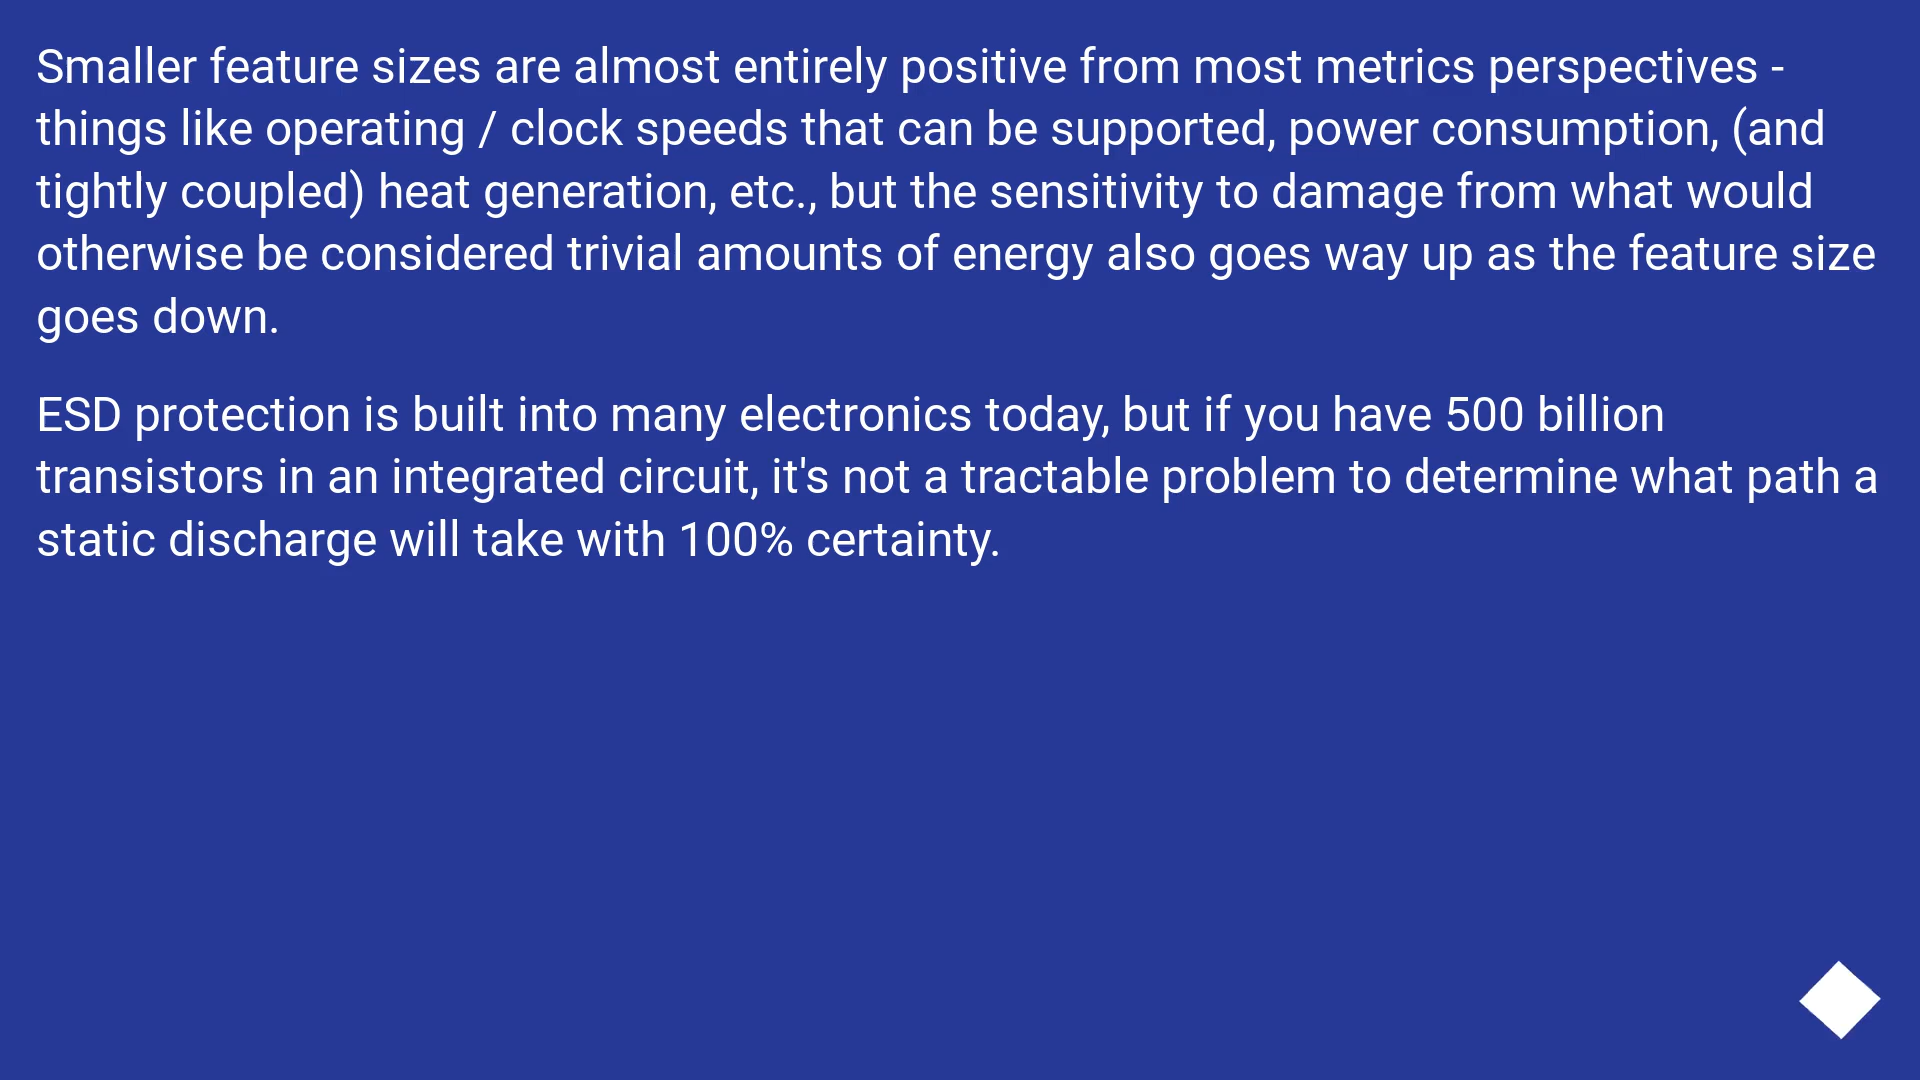 Smaller feature sizes are almost entirely positive from most metrics perspectives -
things like operating / clock speeds that can be supported, power consumption, (and
tightly coupled) heat generation, etc., but the sensitivity to damage from what would
otherwise be considered trivial amounts of energy also goes way up as the feature size
goes down.
ESD protection is built into many electronics today, but if you have 500 billion
transistors in an integrated circuit, it's not a tractable problem to determine what path a
static discharge will take with 100% certainty.